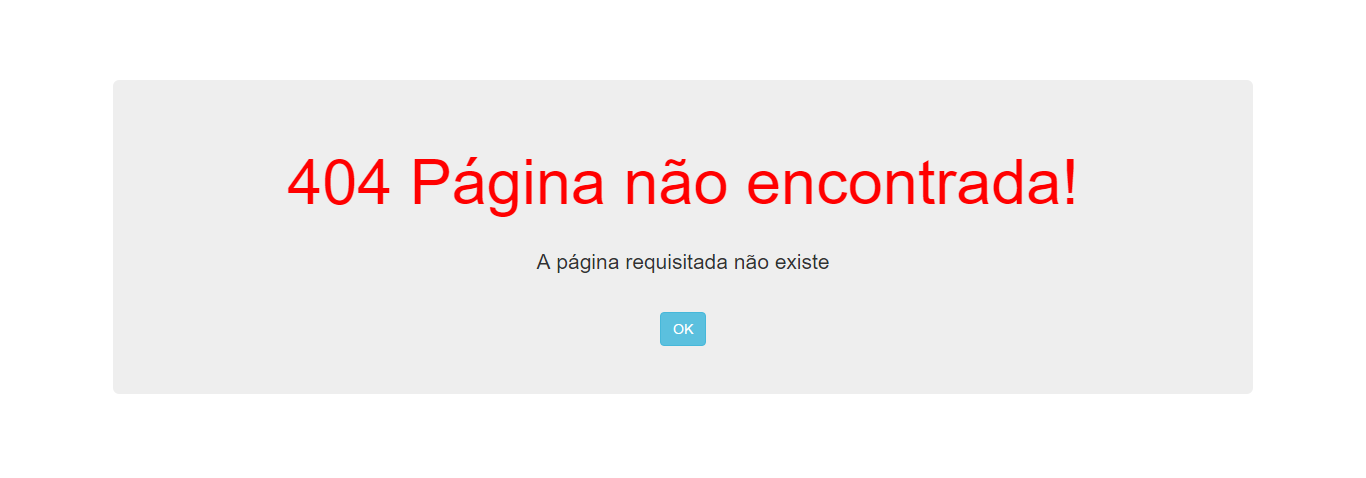 404 Página não encontrada!
A página requisitada não existe
OK